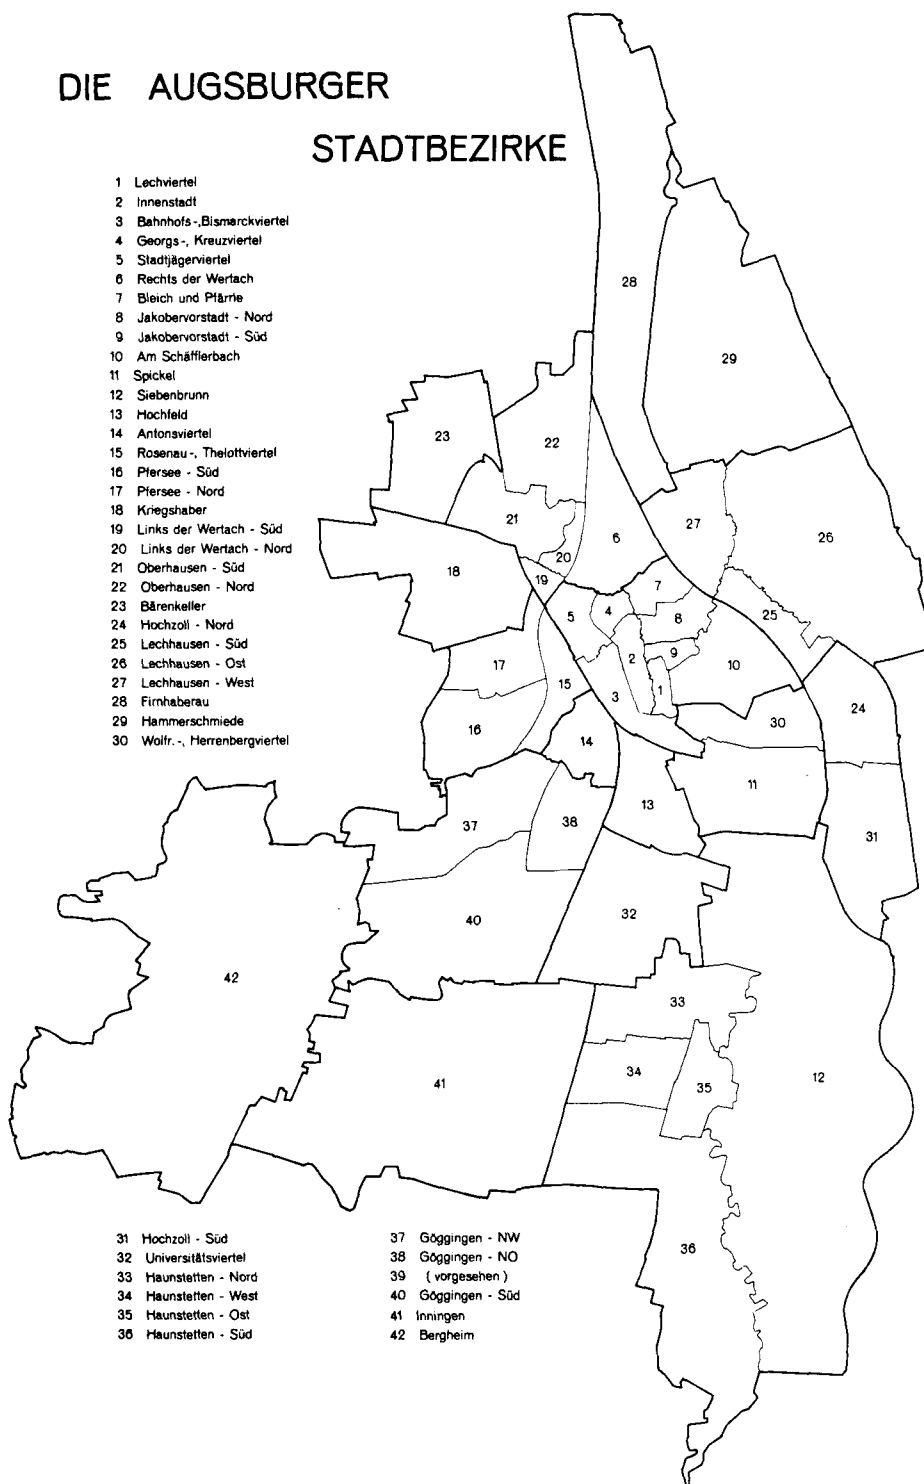 DIE AUGSBURGER
STADTBEZIRKE
1 Lechviertel
2 Innenstadt
3 Bahnhofs-,Bismarckviertel
4 Georgs-, Kreuzviertel
5 Stadtjägerviertel
6 Rechts der Wertach
7 Bleich und Pfärrle
8 Jakobervorstadt - Nord
9 Jakobervorstadt - Süd
10 Am Schäfflerbach
11 Spickel
12 Siebenbrunn
13 Hochfeld
14 Antonsviertel
15 Rosenau-, Thelottviertel
16 Pfersee - Süd
17 Pfersee - Nord
18 Kriegshaber
19 Links der Wertach - Süd
20 Links der Wertach - Nord
21 Oberhausen - Süd
22 Oberhausen - Nord
23 Bärenkeller
24 Hochzoll - Nord
25 Lechhausen - Süd
26 Lechhausen - Ost
27 Lechhausen - West
28 Firnhaberau
29 Hammerschmiede
30 Wolfr.-, Herrenbergviertel
28
29
23
22
21
20
6
27
26
18
19
5
4
7
8
25
17
15
2
9
10
3
1
16
14
30
24
11
13
37
38
31
40
32
42
33
41
34
35
12
36
31 Hochzoll - Süd
32 Universitätsviertel
33 Haunstetten - Nord
34 Haunstetten - West
35 Haunstetten - Ost
36 Haunstetten - Süd
37 Göggingen - NW
38 Göggingen - NO
39 ( vorgesehen )
40 Göggingen - Süd
41 Inningen
42 Bergheim